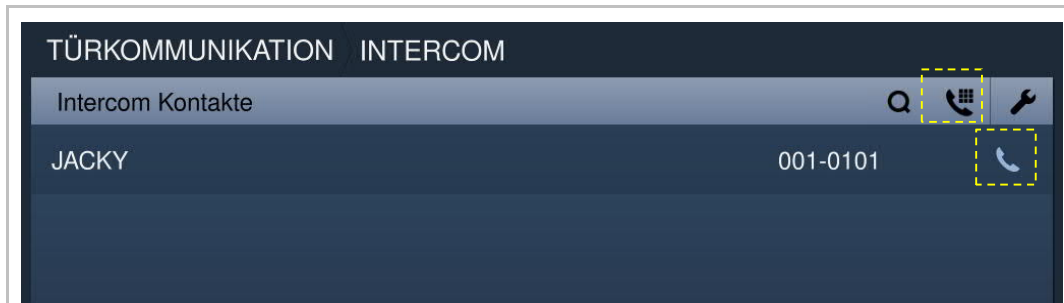 TÜRKOMMUNIKATION INTERCOM
Intercom Kontakte
JACKY 001-0101